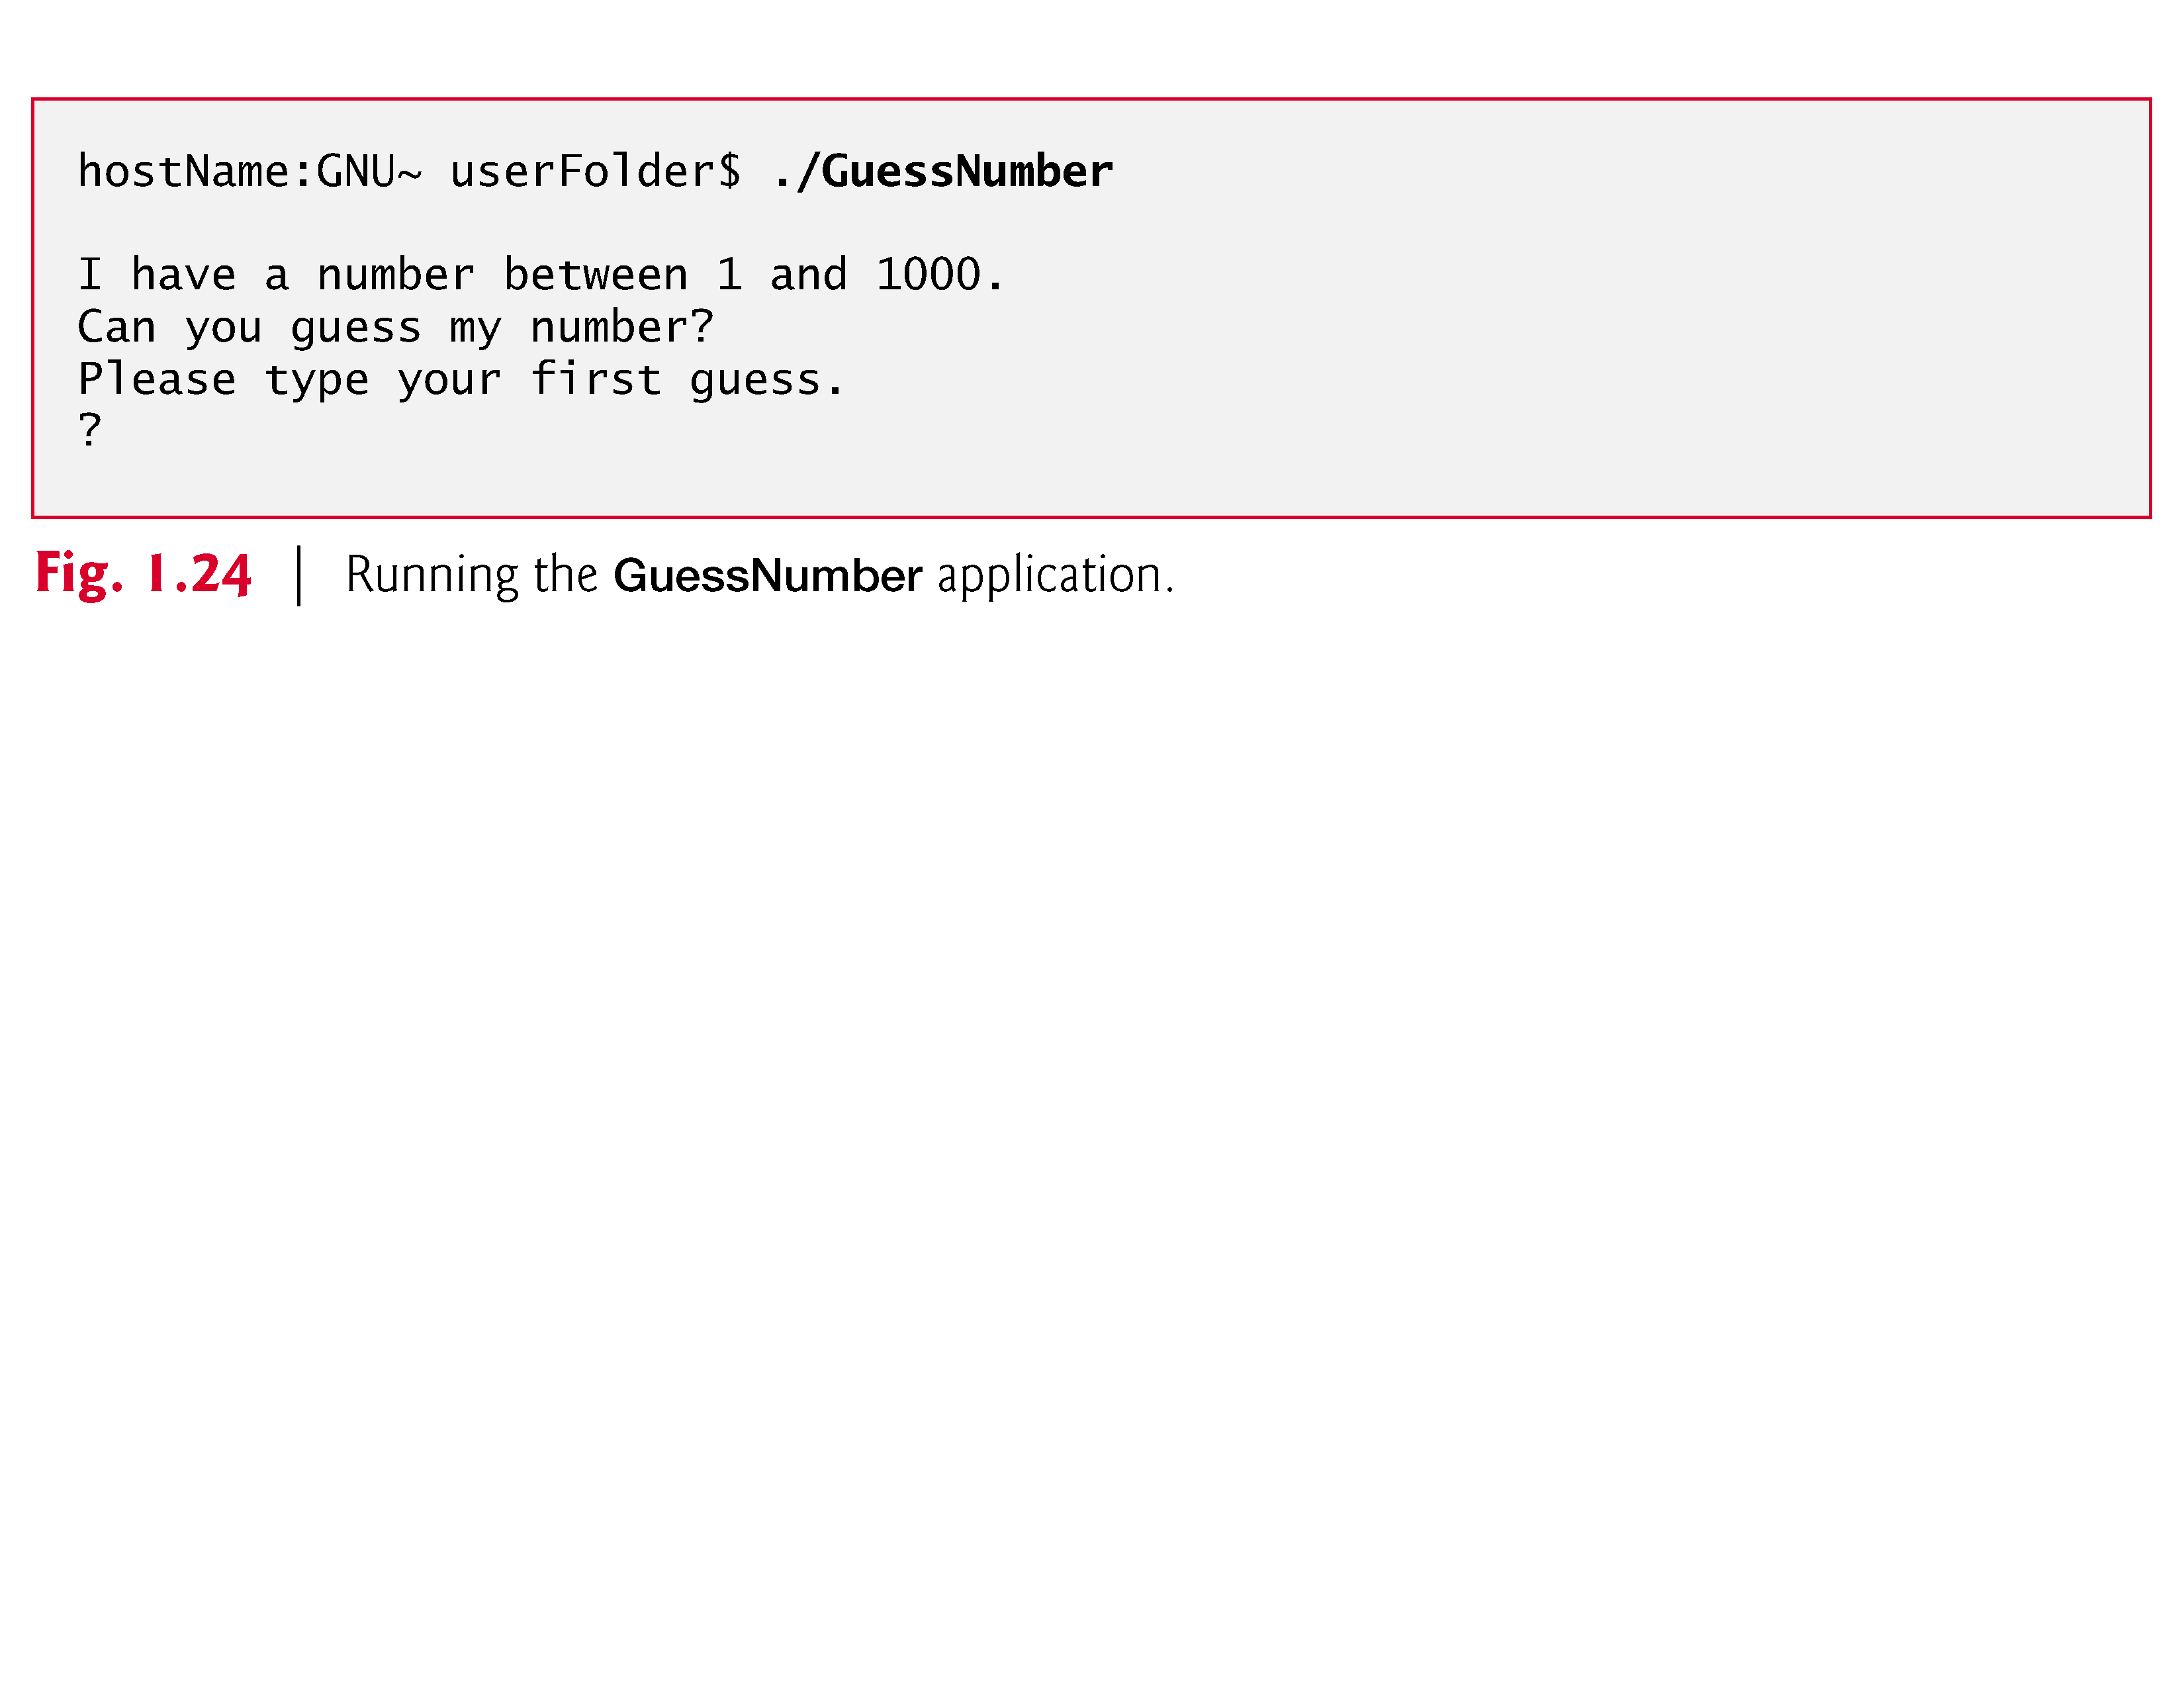 hostName:GNU~ userFolder$ ./GuessNumber
I have a number between 1 and 1000.
Can you guess my number?
Please type your first guess.
?
Fig. 1.24 | Running the GuessNumber application.